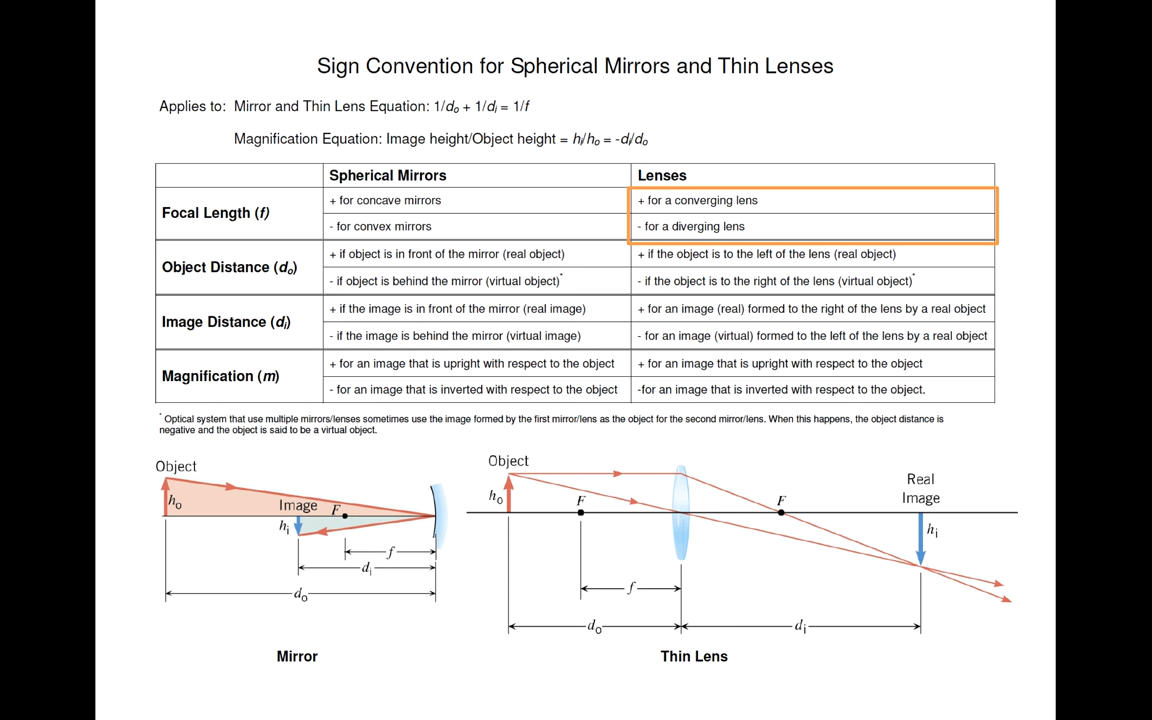 Sign Convention for Spherical Mirrors and Thin Lenses
Applies to: Mirror and Thin Lens Equation: 1/do + 1/di = 1/f
Magnification Equation: Image height/Object height = hi/ho = -di/do
Spherical Mirrors Lenses
Focal Length (f)
+ for concave mirrors + for a converging lens
- for convex mirrors - for a diverging lens
Object Distance (do)
+ if object is in front of the mirror (real object) + if the object is to the left of the lens (real object)
- if object is behind the mirror (virtual object)* - if the object is to the right of the lens (virtual object)*
Image Distance (di)
+ if the image is in front of the mirror (real image) + for an image (real) formed to the right of the lens by a real object
- if the image is behind the mirror (virtual image) - for an image (virtual) formed to the left of the lens by a real object
Magnification (m)
+ for an image that is upright with respect to the object + for an image that is upright with respect to the object
- for an image that is inverted with respect to the object -for an image that is inverted with respect to the object.
* Optical system that use multiple mirrors/lenses sometimes use the image formed by the first mirror/lens as the object for the second mirror/lens. When this happens, the object distance is
negative and the object is said to be a virtual object.
Object
ho
Image
F
hi
f
di
do
Mirror
Object
ho
F
F
Real
Image
hi
f
do
di
Thin Lens